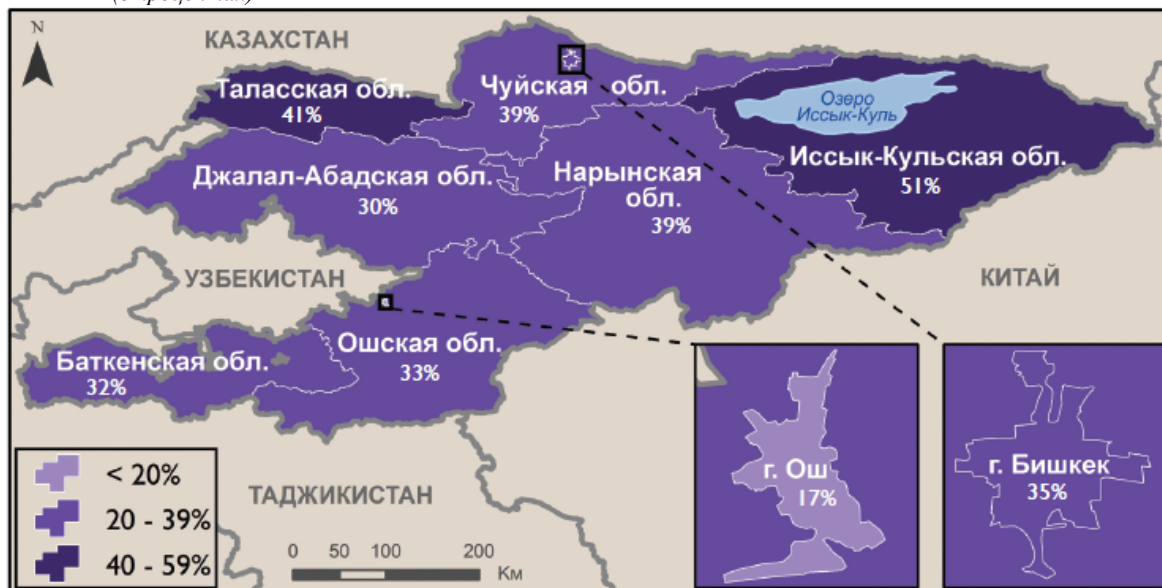 N
КАЗАХСТАН
Таласская обл.
41%
Чуйская обл.
39%
Озеро
Иссык-Куль
Иссык-Кульская обл.
51%
Джалал-Абадская обл.
30%
Нарынская
обл.
39%
УЗБЕКИСТАН
КИТАЙ
Баткенская обл.
32%
Ошская обл.
33%
г. Ош
17%
г. Бишкек
35%
< 20%
20 - 39%
40 - 59%
ТАДЖИКИСТАН
0 50 100 200
Км